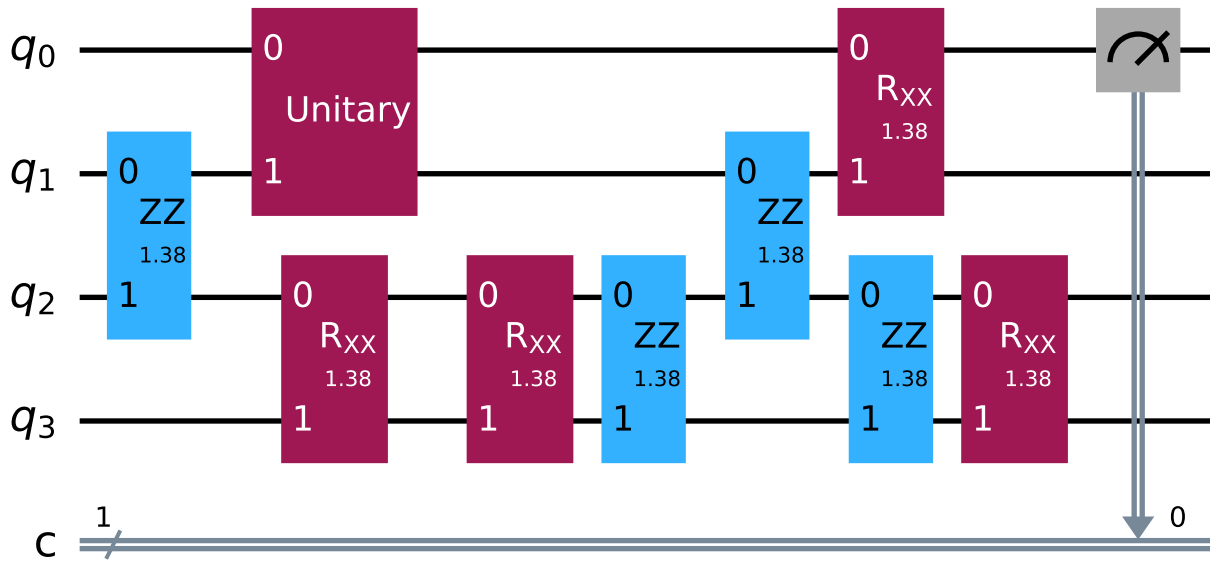 q0 0 0
Unitary RXX
1.38
q1 0 1 0 1
ZZ ZZ
1.38 1.38
q2 1 0 0 0 1 0 0
RXX RXX ZZ ZZ RXX
1.38 1.38 1.38 1.38 1.38
q3 1 1 1 1 1
1 0
c